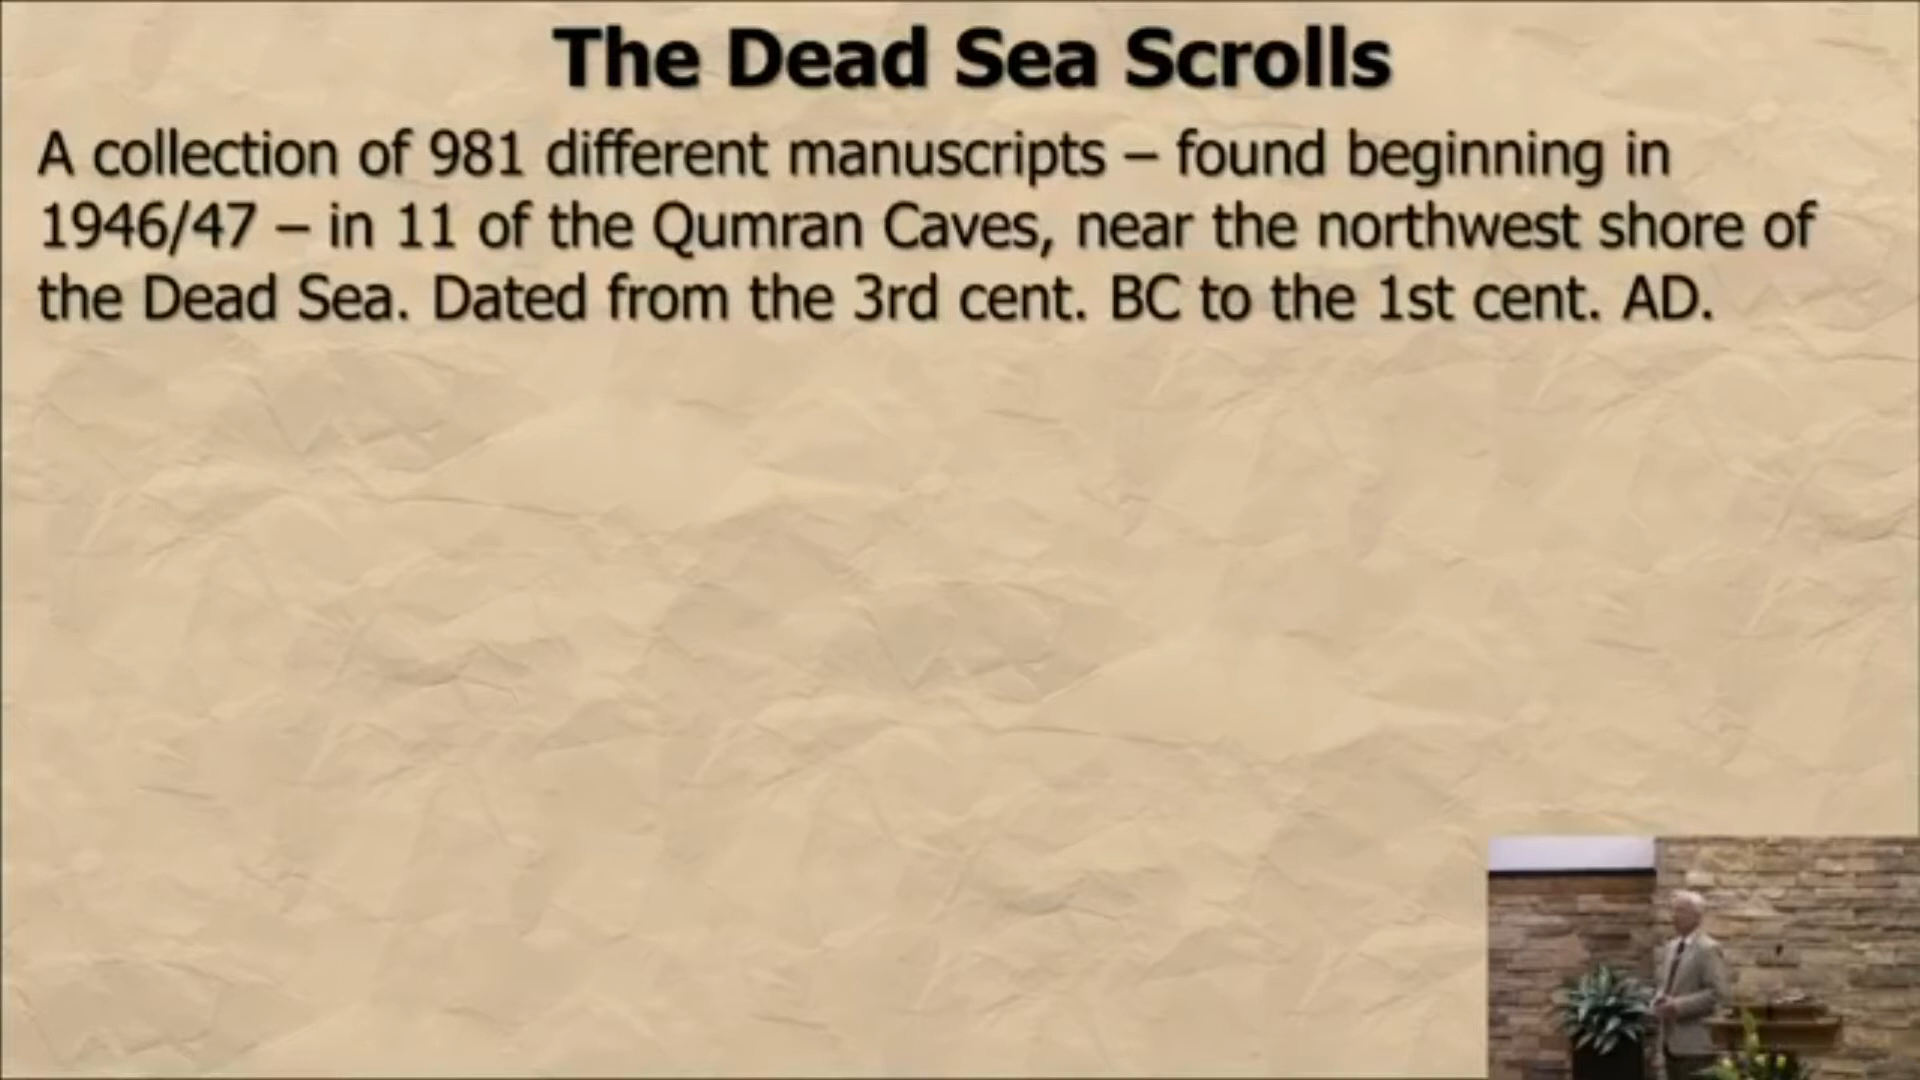 The Dead Sea Scrolls
A collection of 981 different manuscripts – found beginning in
1946/47 – in 11 of the Qumran Caves, near the northwest shore of
the Dead Sea. Dated from the 3rd cent. BC to the 1st cent. AD.